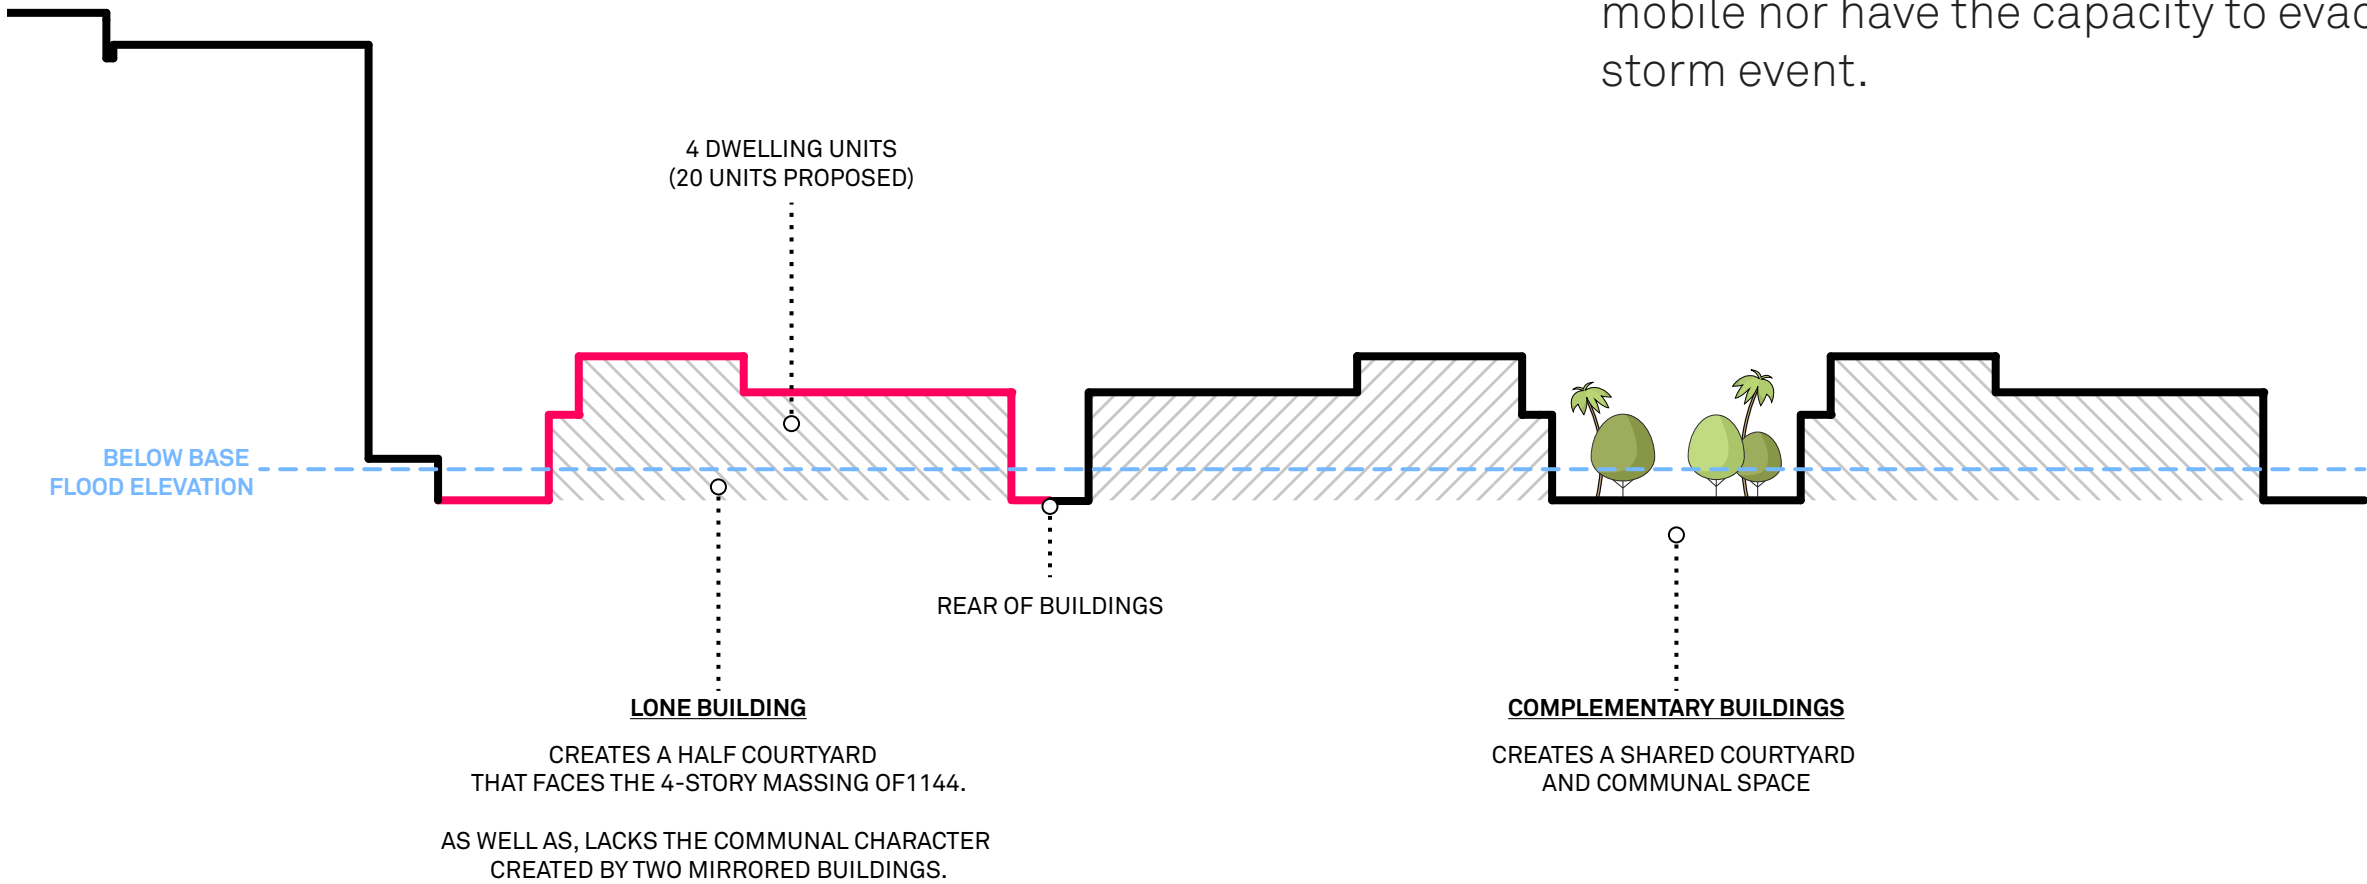 mobile nor have the capacity to evac
storm event.
4 DWELLING UNITS
(20 UNITS PROPOSED)
BELOW BASE
FLOOD ELEVATION
REAR OF BUILDINGS
LONE BUILDING
CREATES A HALF COURTYARD
THAT FACES THE 4-STORY MASSING OF1144.
AS WELL AS, LACKS THE COMMUNAL CHARACTER
CREATED BY TWO MIRRORED BUILDINGS.
COMPLEMENTARY BUILDINGS
CREATES A SHARED COURTYARD
AND COMMUNAL SPACE